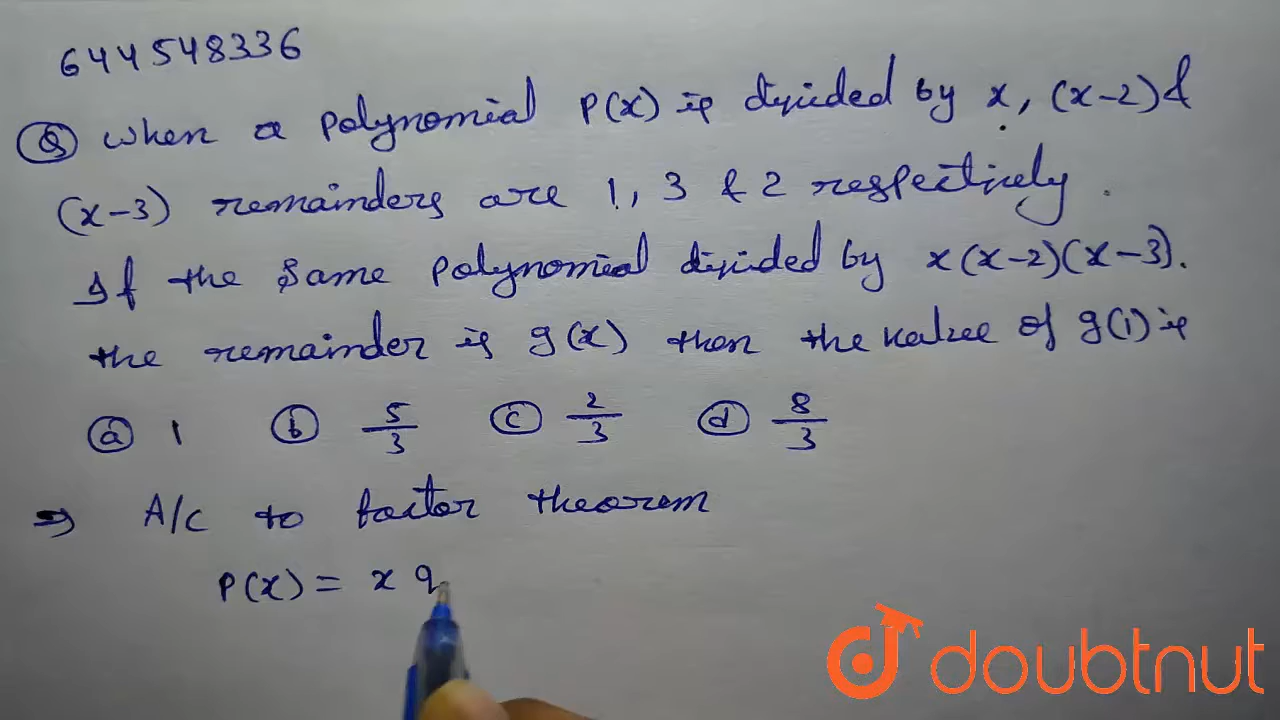 644548336
Q when a polynomial P(x) is divided by x, (x-2) &
(x-3) remainders are 1, 3 & 2 respectively.
If the same polynomial divided by x(x-2)(x-3).
the remainder is g(x) then the value of g(1) is
a 1 b 5/3 c 2/3 d 8/3
⇒ A/c to factor theorem
P(x) = x q
doubtnut